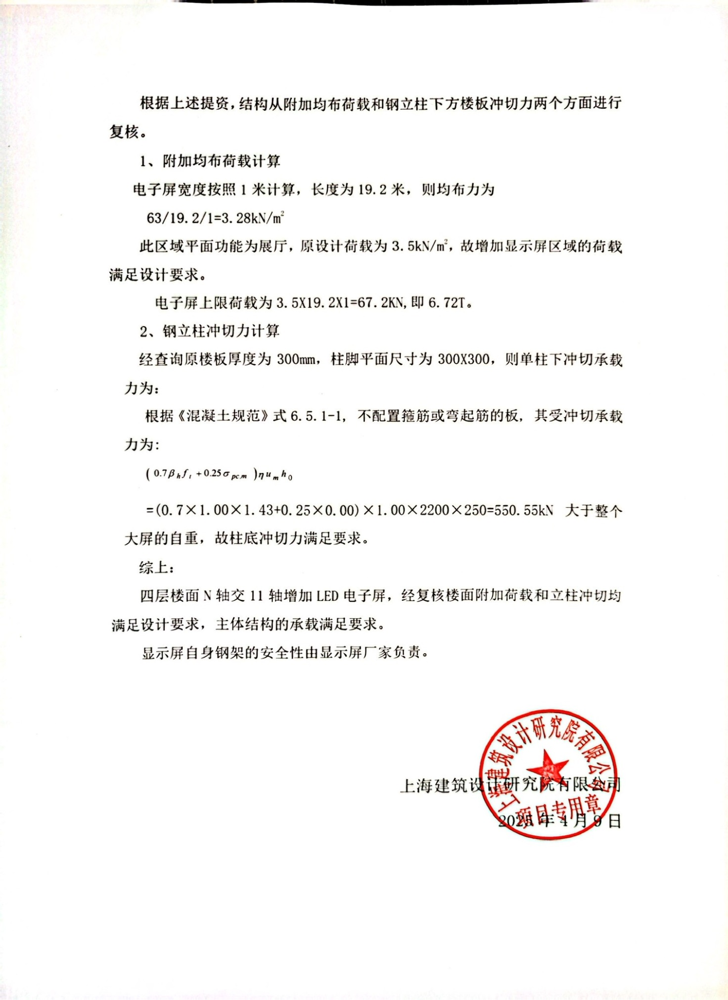 根据上述提资，结构从附加均布荷载和钢立柱下方楼板冲切力两个方面进行
复核。
1、附加均布荷载计算
电子屏宽度按照 1 米计算，长度为 19.2 米，则均布力为
63/19.2/1=3.28kN/m²
此区域平面功能为展厅，原设计荷载为 3.5kN/m²，故增加显示屏区域的荷载
满足设计要求。
电子屏上限荷载为 3.5X19.2X1=67.2KN,即 6.72T。
2、钢立柱冲切力计算
经查询原楼板厚度为 300mm，柱脚平面尺寸为 300X300，则单柱下冲切承载
力为：
根据《混凝土规范》式 6.5.1-1，不配置箍筋或弯起筋的板，其受冲切承载
力为：
(0.7βₕfₜ+0.25σpc,m)ηuₘh₀
=(0.7×1.00×1.43+0.25×0.00)×1.00×2200×250=550.55kN 大于整个
大屏的自重，故柱底冲切力满足要求。
综上：
四层楼面 N 轴交 11 轴增加 LED 电子屏，经复核楼面附加荷载和立柱冲切均
满足设计要求，主体结构的承载满足要求。
显示屏自身钢架的安全性由显示屏厂家负责。
上海建筑设计研究院有限公司
项目专用章
上海建筑设计研究院有限公司
2025 年 4 月 9 日